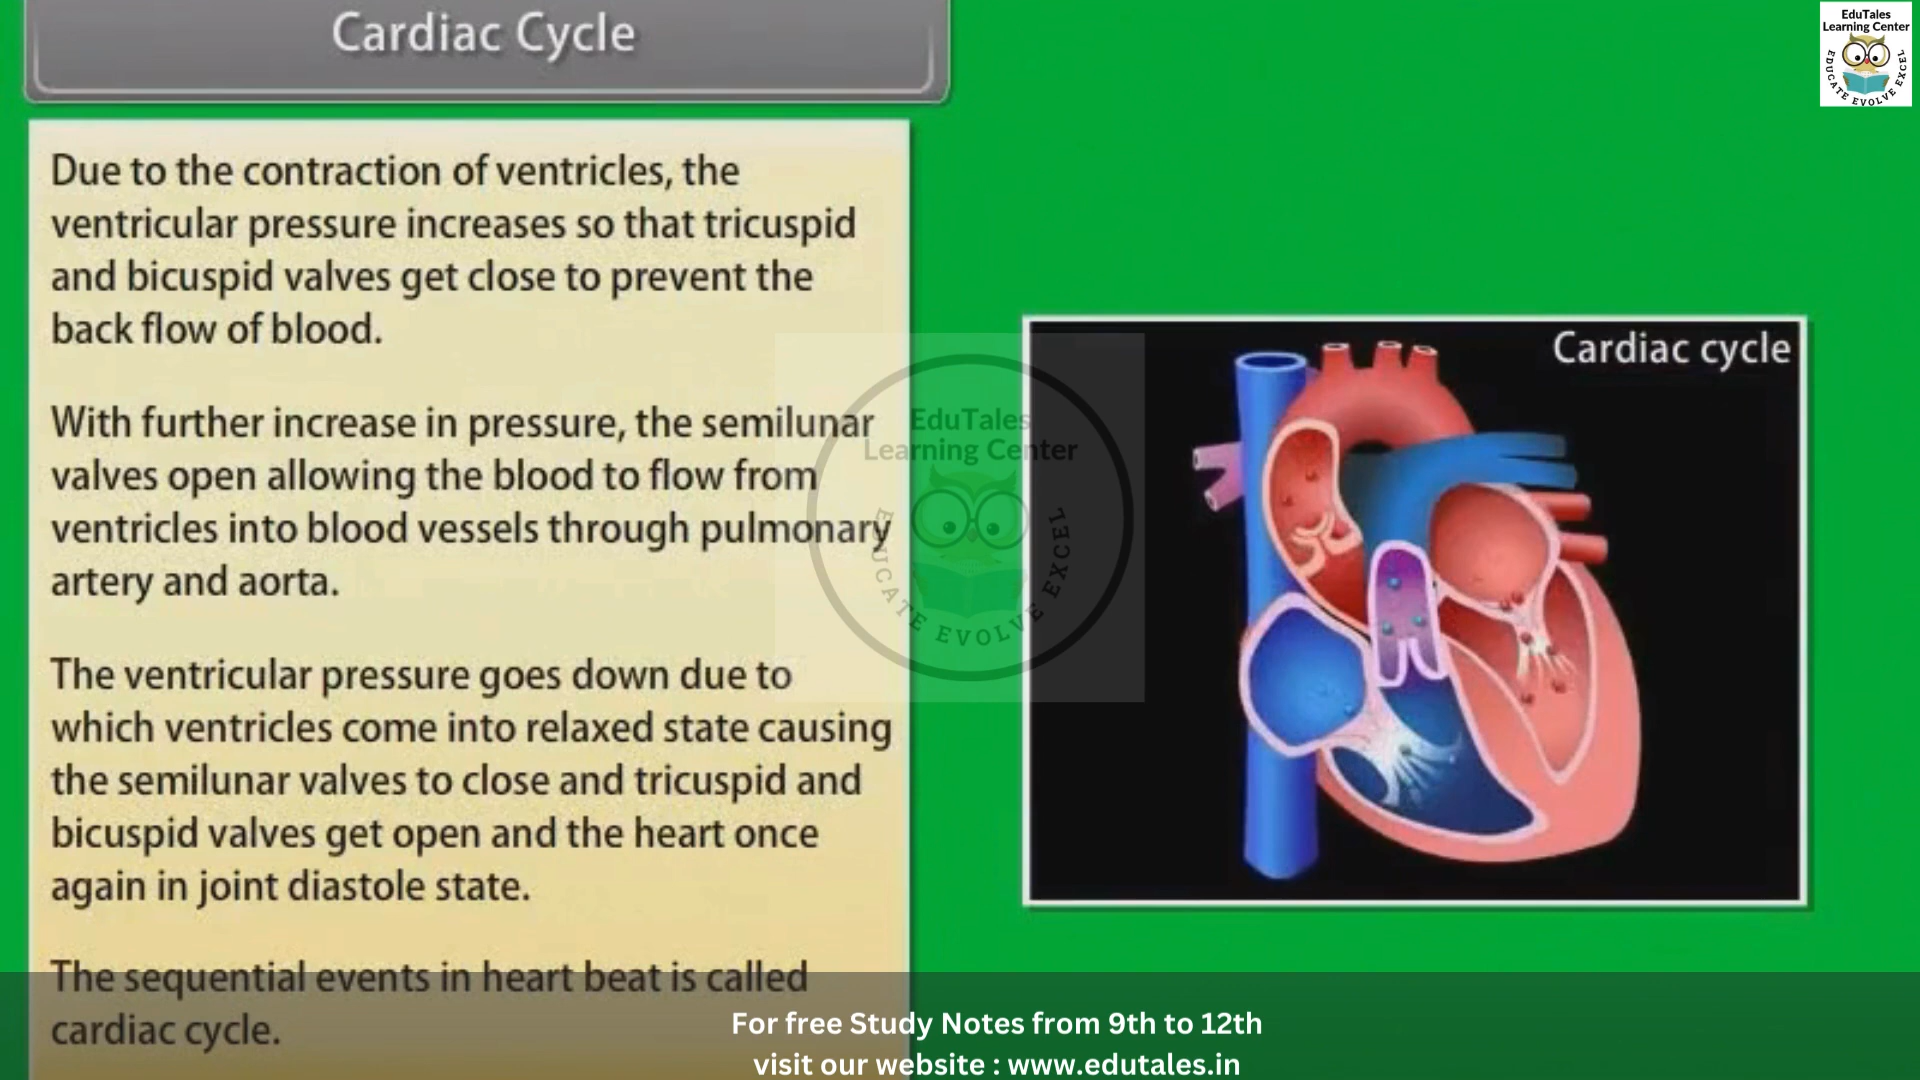 Cardiac Cycle
EduTales
Learning Center
EDUCATE EVOLVE EXCEL
Due to the contraction of ventricles, the
ventricular pressure increases so that tricuspid
and bicuspid valves get close to prevent the
back flow of blood.
With further increase in pressure, the semilunar
valves open allowing the blood to flow from
ventricles into blood vessels through pulmonary
artery and aorta.
The ventricular pressure goes down due to
which ventricles come into relaxed state causing
the semilunar valves to close and tricuspid and
bicuspid valves get open and the heart once
again in joint diastole state.
The sequential events in heart beat is called
cardiac cycle.
Cardiac cycle
EduTales
Learning Center
EDUCATE EVOLVE EXCEL
For free Study Notes from 9th to 12th
visit our website : www.edutales.in